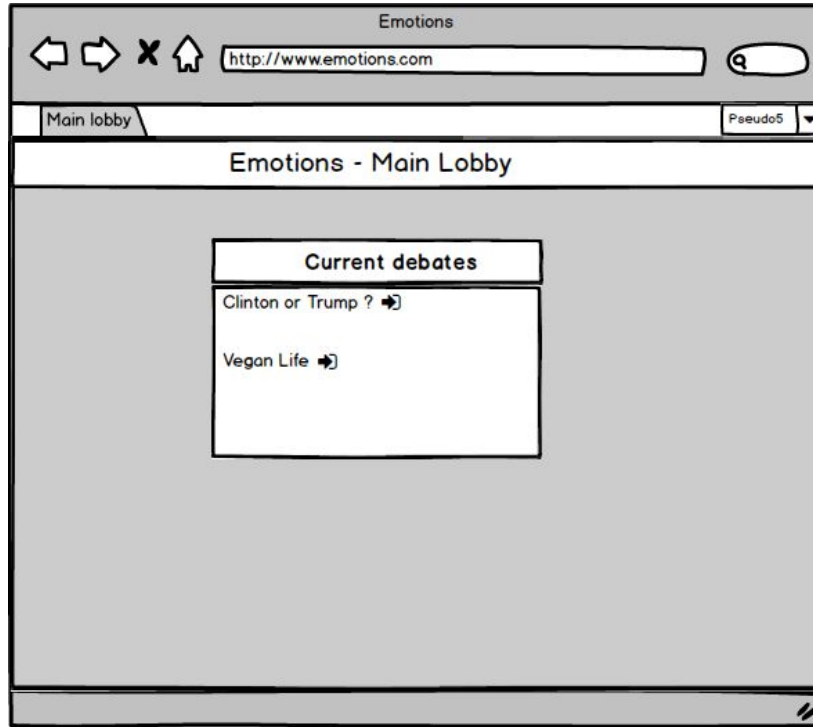 Emotions
http://www.emotions.com
Main lobby
Pseudo5
Emotions - Main Lobby
Current debates
Clinton or Trump ?
Vegan Life